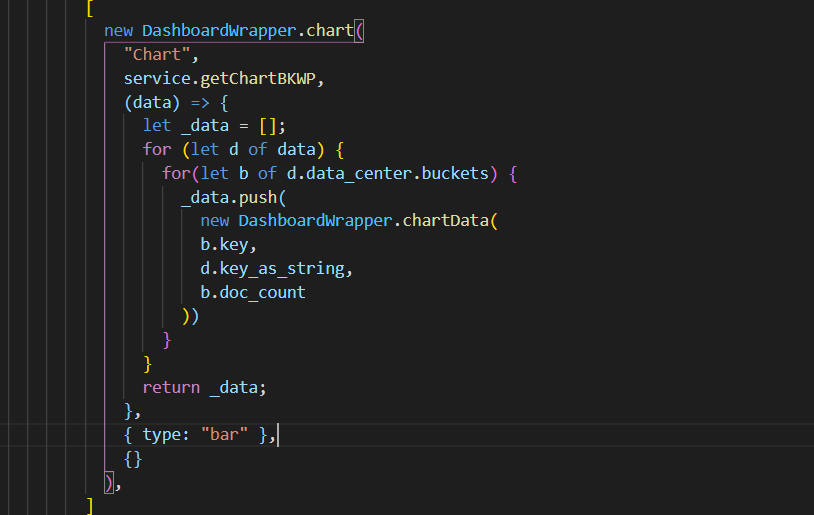 [
new DashboardWrapper.chart(
"Chart",
service.getChartBKWP,
(data) => {
let _data = [];
for (let d of data) {
for(let b of d.data_center.buckets) {
_data.push(
new DashboardWrapper.chartData(
b.key,
d.key_as_string,
b.doc_count
))
}
}
return _data;
},
{ type: "bar" },
{}
),
]